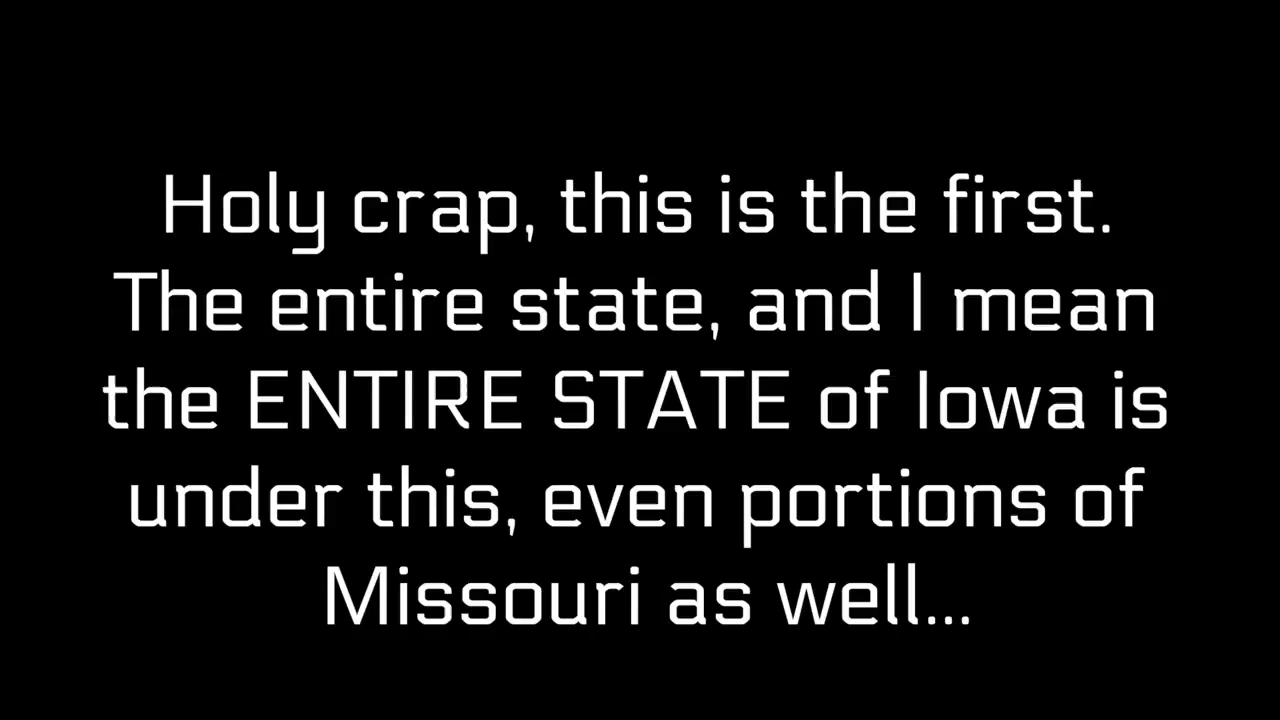 Holy crap, this is the first.
The entire state, and I mean
the ENTIRE STATE of Iowa is
under this, even portions of
Missouri as well...